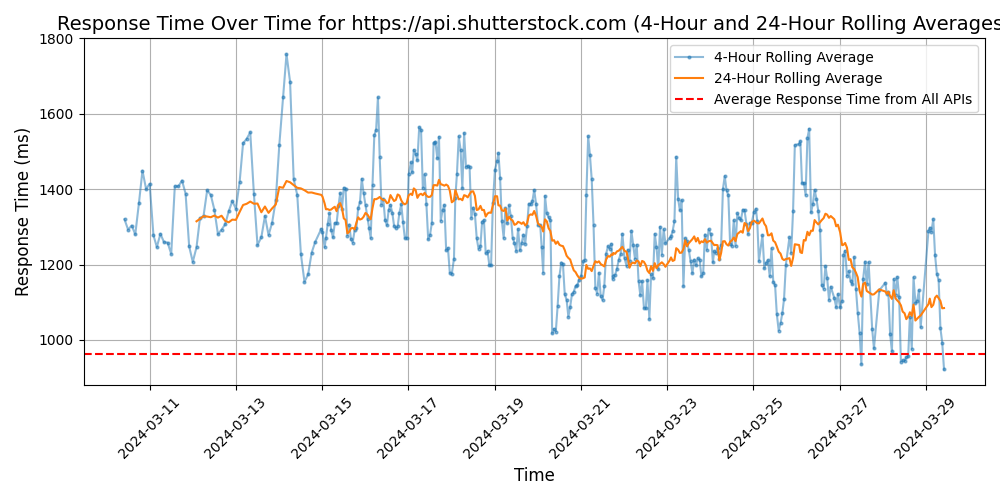 Response Time Over Time for https://api.shutterstock.com (4-Hour and 24-Hour Rolling Averages
4-Hour Rolling Average
24-Hour Rolling Average
Average Response Time from All APIs
Response Time (ms)
1800
1600
1400
1200
1000
2024-03-11
2024-03-13
2024-03-15
2024-03-17
2024-03-19
2024-03-21
2024-03-23
2024-03-25
2024-03-27
2024-03-29
Time